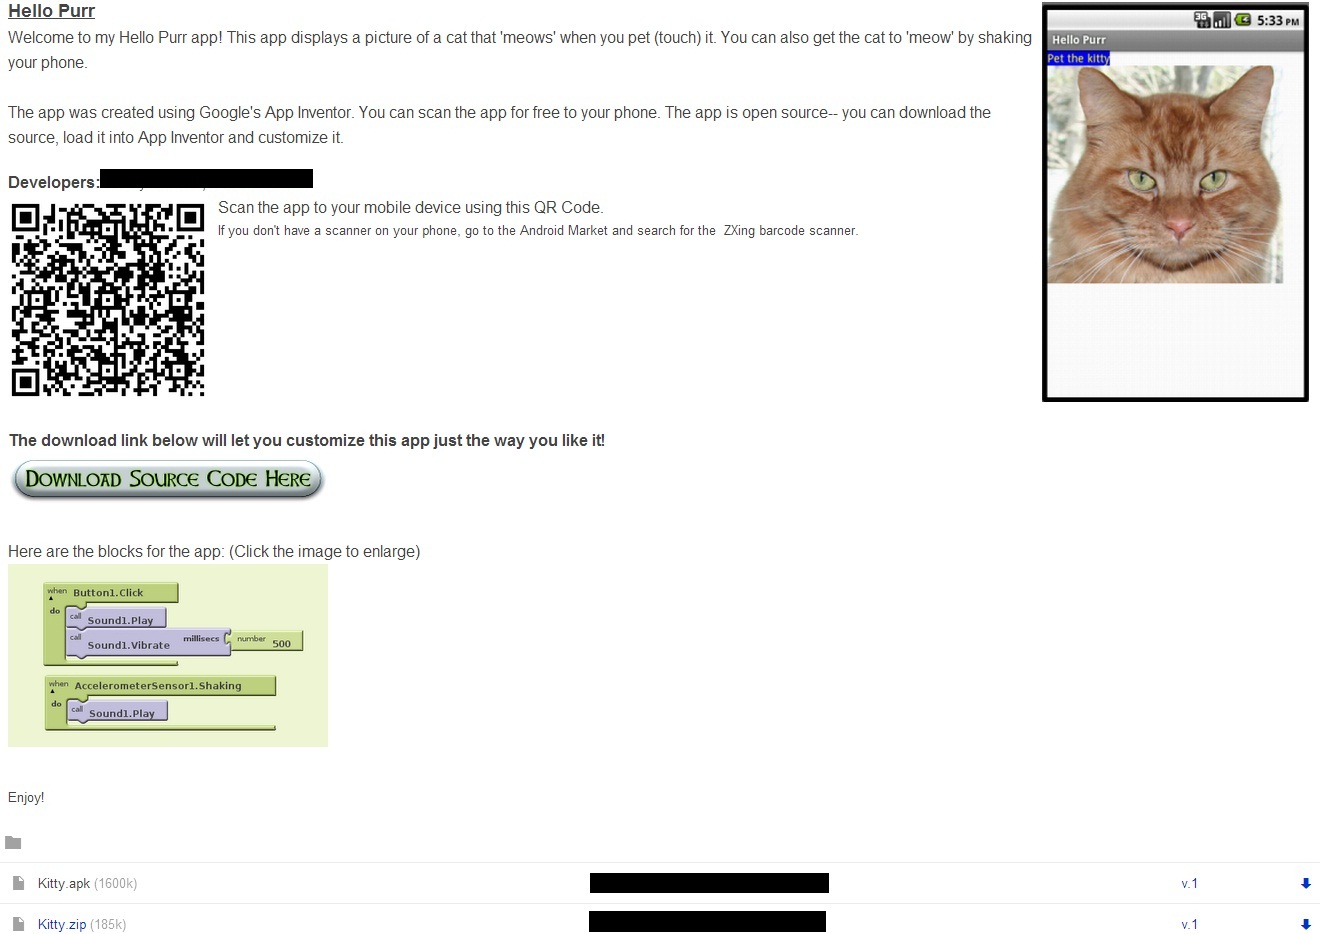 Hello Purr
Welcome to my Hello Purr app! This app displays a picture of a cat that 'meows' when you pet (touch) it. You can also get the cat to 'meow' by shaking
your phone.
The app was created using Google's App Inventor. You can scan the app for free to your phone. The app is open source-- you can download the
source, load it into App Inventor and customize it.
Developers:
Scan the app to your mobile device using this QR Code.
If you don't have a scanner on your phone, go to the Android Market and search for the ZXing barcode scanner.
3G 5:33 PM
Hello Purr
Pet the kitty
The download link below will let you customize this app just the way you like it!
Download Source Code Here
Here are the blocks for the app: (Click the image to enlarge)
when Button1.Click
do call Sound1.Play
call Sound1.Vibrate millisecs number 500
when AccelerometerSensor1.Shaking
do call Sound1.Play
Enjoy!
Kitty.apk (1600k) v.1
Kitty.zip (185k) v.1